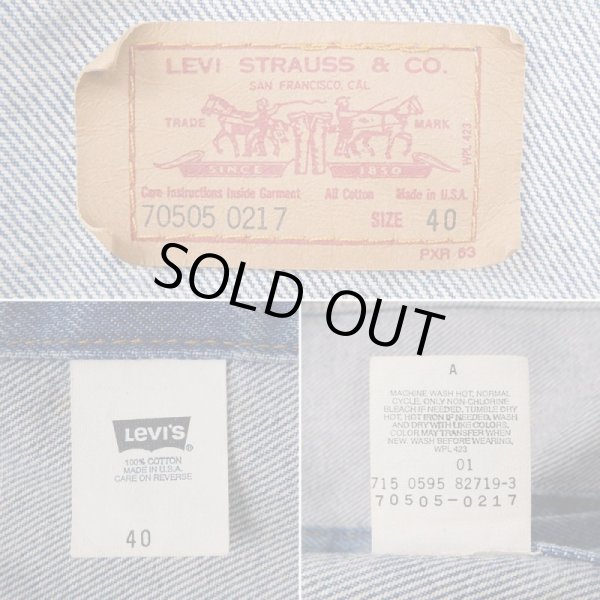 LEVI STRAUSS & CO.
SAN FRANCISCO, CAL
TRADE MARK
WPL 423
SINCE 1850
Care Instructions Inside Garment All Cotton Made in U.S.A.
70505 0217 SIZE 40
PXR 53
SOLD OUT
LEVI'S
®
100% COTTON
MADE IN U.S.A.
CARE ON REVERSE
40
A
MACHINE WASH HOT, NORMAL
CYCLE. ONLY NON-CHLORINE
BLEACH IF NEEDED, TUMBLE DRY
HOT, HOT IRON IF NEEDED, WASH
AND DRY WITH LIKE COLORS,
COLOR MAY TRANSFER WHEN
NEW. WASH BEFORE WEARING,
WPL 423
01
715 0595 82719-3
70505-0217